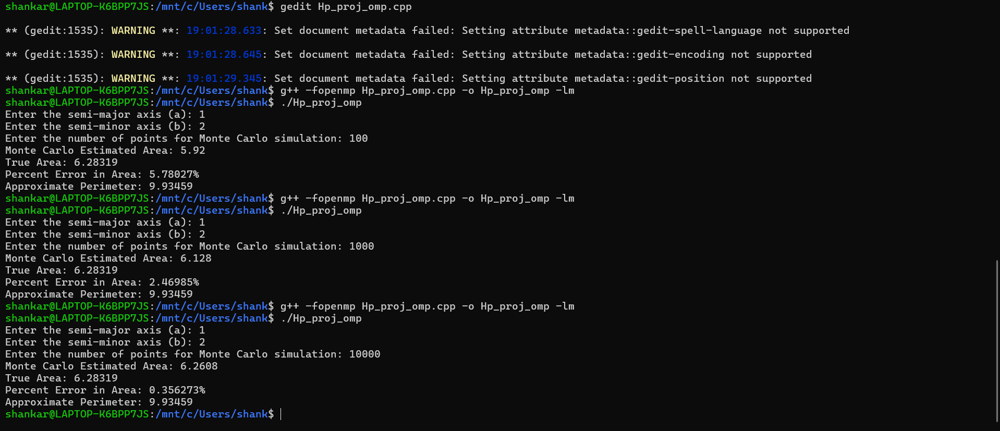 shankar@LAPTOP-K6BPP7JS:/mnt/c/Users/shank$ gedit Hp_proj_omp.cpp
** (gedit:1535): WARNING **: 19:01:28.633: Set document metadata failed: Setting attribute metadata::gedit-spell-language not supported
** (gedit:1535): WARNING **: 19:01:28.645: Set document metadata failed: Setting attribute metadata::gedit-encoding not supported
** (gedit:1535): WARNING **: 19:01:29.345: Set document metadata failed: Setting attribute metadata::gedit-position not supported
shankar@LAPTOP-K6BPP7JS:/mnt/c/Users/shank$ g++ -fopenmp Hp_proj_omp.cpp -o Hp_proj_omp -lm
shankar@LAPTOP-K6BPP7JS:/mnt/c/Users/shank$ ./Hp_proj_omp
Enter the semi-major axis (a): 1
Enter the semi-minor axis (b): 2
Enter the number of points for Monte Carlo simulation: 100
Monte Carlo Estimated Area: 5.92
True Area: 6.28319
Percent Error in Area: 5.78027%
Approximate Perimeter: 9.93459
shankar@LAPTOP-K6BPP7JS:/mnt/c/Users/shank$ g++ -fopenmp Hp_proj_omp.cpp -o Hp_proj_omp -lm
shankar@LAPTOP-K6BPP7JS:/mnt/c/Users/shank$ ./Hp_proj_omp
Enter the semi-major axis (a): 1
Enter the semi-minor axis (b): 2
Enter the number of points for Monte Carlo simulation: 1000
Monte Carlo Estimated Area: 6.128
True Area: 6.28319
Percent Error in Area: 2.46985%
Approximate Perimeter: 9.93459
shankar@LAPTOP-K6BPP7JS:/mnt/c/Users/shank$ g++ -fopenmp Hp_proj_omp.cpp -o Hp_proj_omp -lm
shankar@LAPTOP-K6BPP7JS:/mnt/c/Users/shank$ ./Hp_proj_omp
Enter the semi-major axis (a): 1
Enter the semi-minor axis (b): 2
Enter the number of points for Monte Carlo simulation: 10000
Monte Carlo Estimated Area: 6.2608
True Area: 6.28319
Percent Error in Area: 0.356273%
Approximate Perimeter: 9.93459
shankar@LAPTOP-K6BPP7JS:/mnt/c/Users/shank$